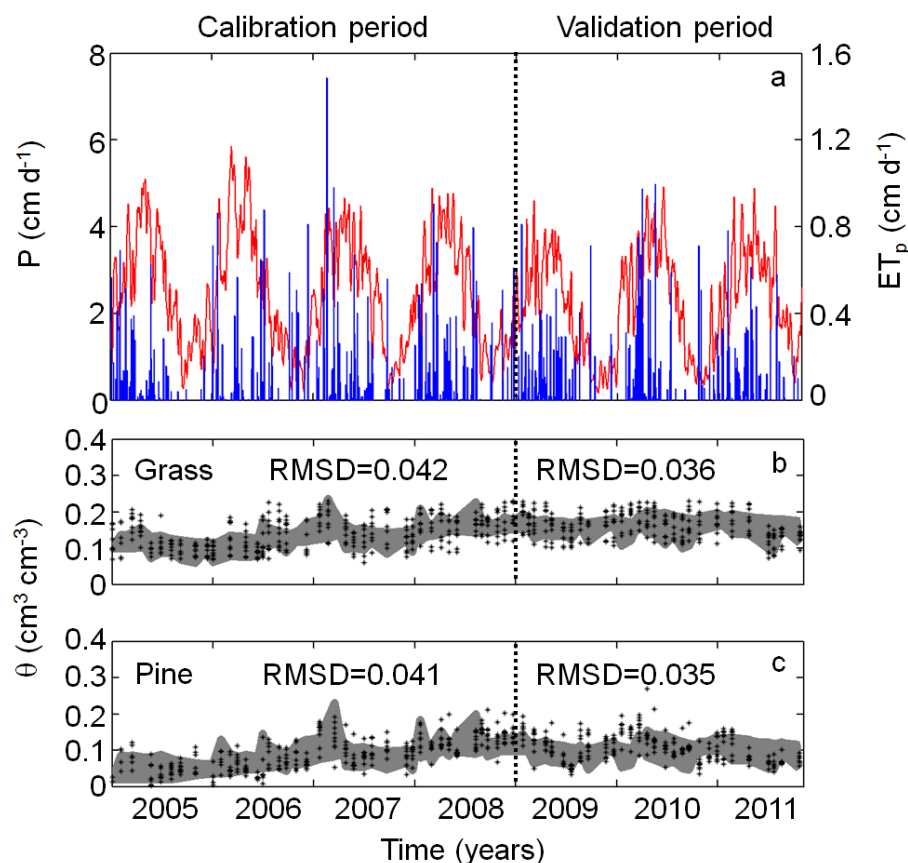 Calibration period Validation period
8 1.6
a
6 1.2
P (cm d-1)
4 0.8
ETp (cm d-1)
2 0.4
0 0
0.4
Grass RMSD=0.042 RMSD=0.036 b
0.3
0.2
0.1
0
θ (cm3 cm-3)
0.4
Pine RMSD=0.041 RMSD=0.035 c
0.3
0.2
0.1
0
2005 2006 2007 2008 2009 2010 2011
Time (years)